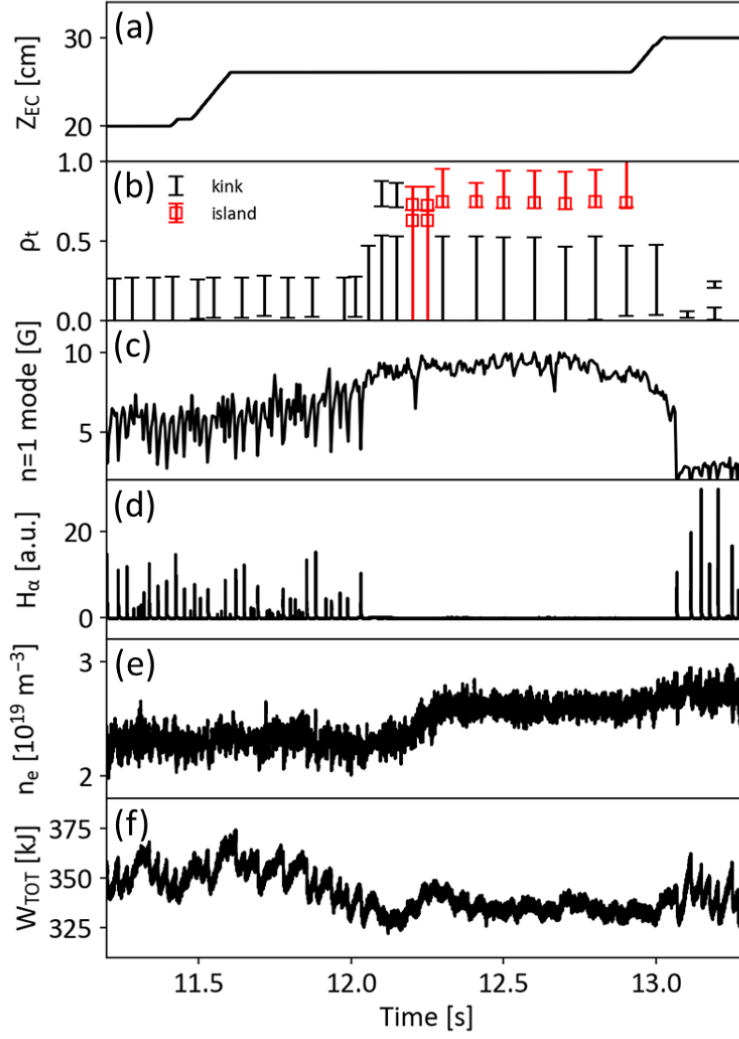 (a)
Z_EC [cm]
30
20
(b)
kink
island
ρ_t
1.0
0.5
0.0
(c)
n=1 mode [G]
10
5
(d)
H_α [a.u.]
20
0
(e)
n_e [10^19 m^−3]
3
2
(f)
W_TOT [kJ]
375
350
325
11.5 12.0 12.5 13.0
Time [s]